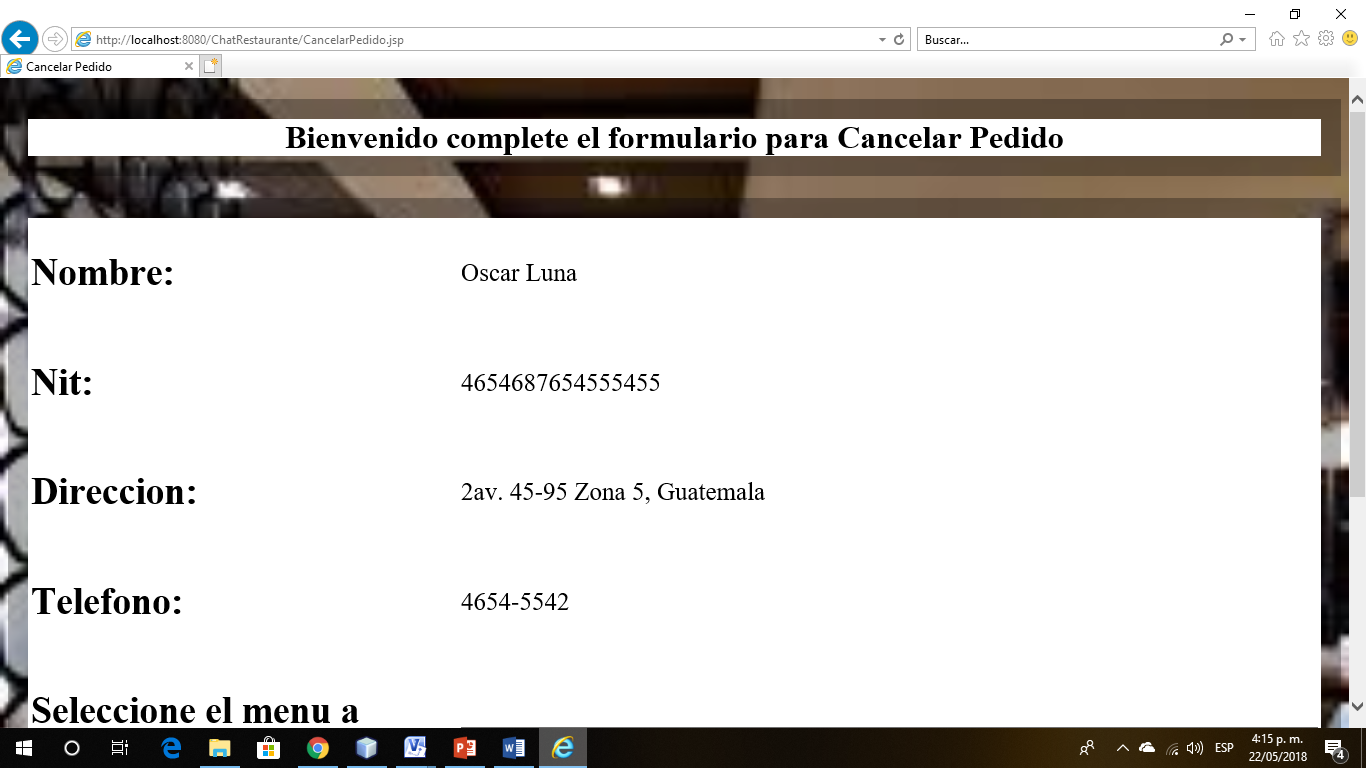 http://localhost:8080/ChatRestaurante/CancelarPedido.jsp
Buscar...
Cancelar Pedido
Bienvenido complete el formulario para Cancelar Pedido
Nombre: Oscar Luna
Nit: 4654687654555455
Direccion: 2av. 45-95 Zona 5, Guatemala
Telefono: 4654-5542
Seleccione el menu a
ESP
4:15 p. m.
22/05/2018
4